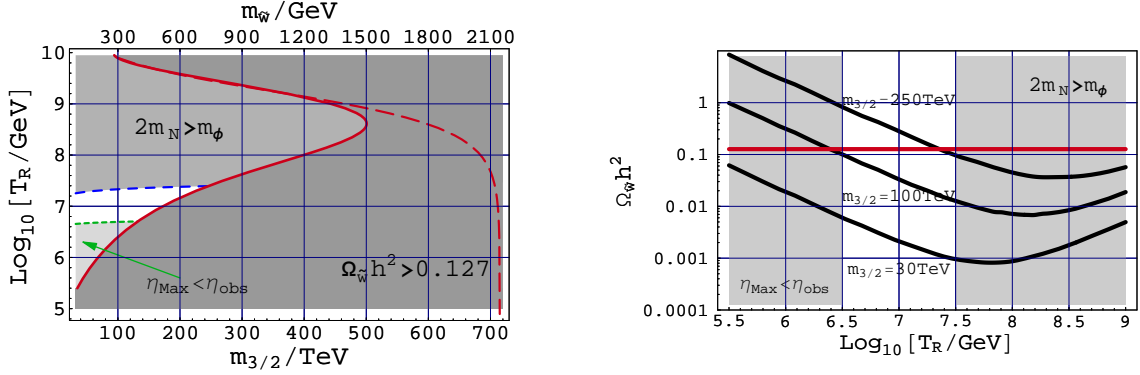 m_w̃/GeV
300 600 900 1200 1500 1800 2100
Log₁₀[T_R/GeV]
10
9
8
7
6
5
2m_N>m_ϕ
η_Max<η_obs
Ω_w̃h²>0.127
100 200 300 400 500 600 700
m_3/2/TeV
Ω_w̃h²
1
0.1
0.01
0.001
0.0001
2m_N>m_ϕ
m_3/2=250TeV
m_3/2=100TeV
m_3/2=30TeV
η_Max<η_obs
5.5 6 6.5 7 7.5 8 8.5 9
Log₁₀[T_R/GeV]